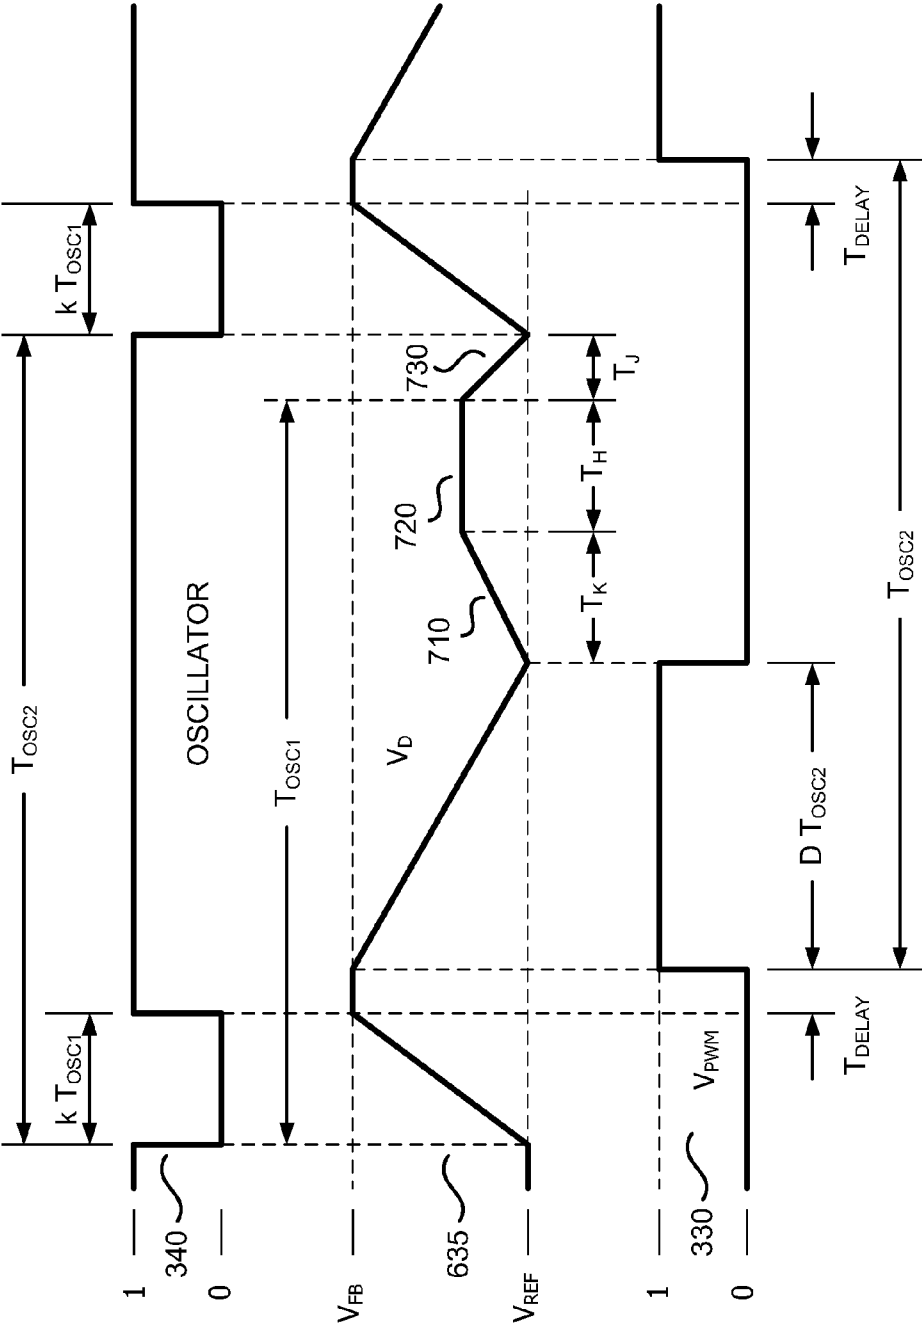 1
340
0
k TOSC1
TOSC2
OSCILLATOR
k TOSC1
TOSC1
VFB
635
VREF
VD
710
720
730
TK
TH
TJ
1
330
0
VPWM
TDELAY
D TOSC2
TOSC2
TDELAY